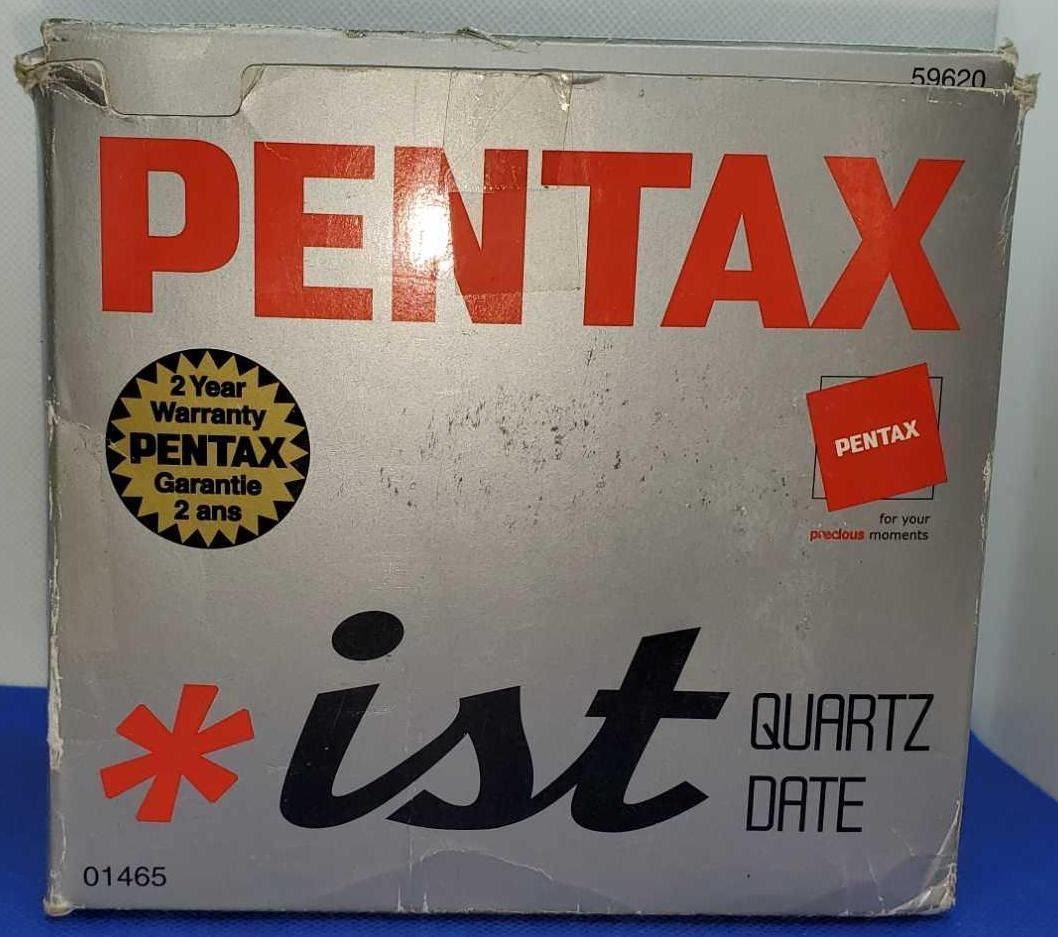 59620
PENTAX
2 Year
Warranty
PENTAX
Garantie
2 ans
PENTAX
for your
precious moments
*ist QUARTZ
DATE
01465